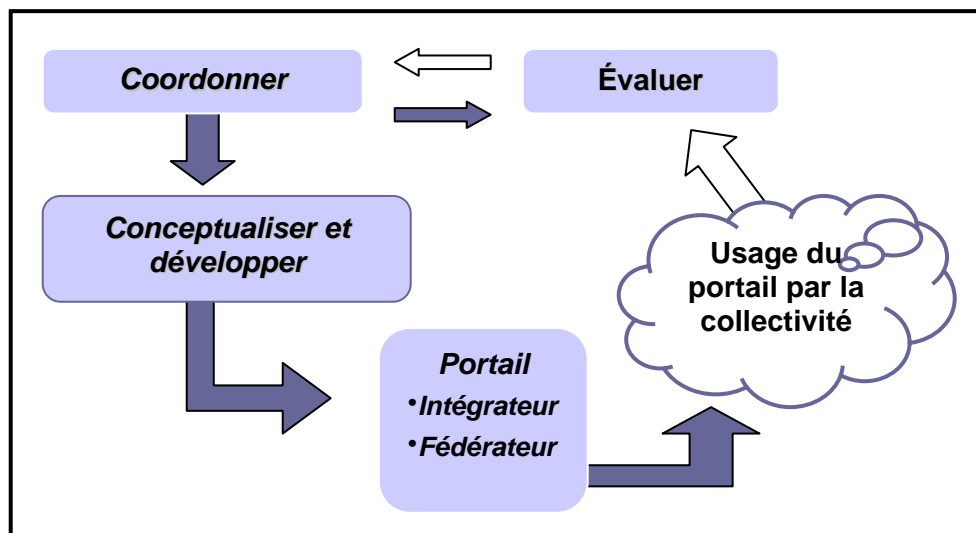 Coordonner
Évaluer
Conceptualiser et
développer
Usage du
portail par la
collectivité
Portail
•Intégrateur
•Fédérateur